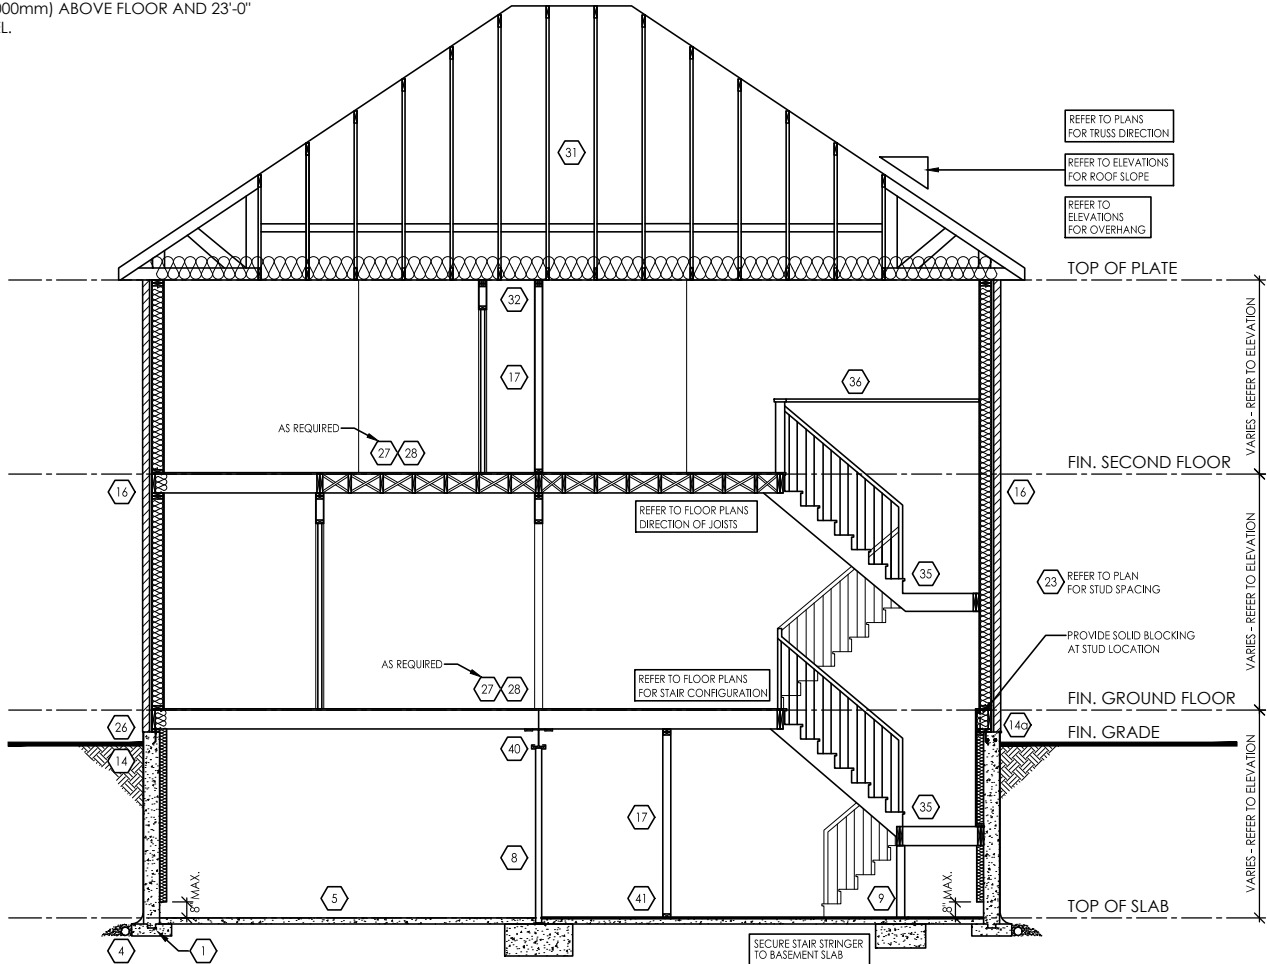 000mm) ABOVE FLOOR AND 23'-0"
EL.
REFER TO PLANS
FOR TRUSS DIRECTION
31
REFER TO ELEVATIONS
FOR ROOF SLOPE
REFER TO
ELEVATIONS
FOR OVERHANG
TOP OF PLATE
32
17
36
VARIES - REFER TO ELEVATION
AS REQUIRED
27
28
FIN. SECOND FLOOR
16
16
REFER TO FLOOR PLANS
DIRECTION OF JOISTS
35
23
REFER TO PLAN
FOR STUD SPACING
VARIES - REFER TO ELEVATION
PROVIDE SOLID BLOCKING
AT STUD LOCATION
AS REQUIRED
27
28
REFER TO FLOOR PLANS
FOR STAIR CONFIGURATION
FIN. GROUND FLOOR
26
14a
FIN. GRADE
40
14
35
17
VARIES - REFER TO ELEVATION
8
8" MAX.
5
41
9
8" MAX.
TOP OF SLAB
4
1
SECURE STAIR STRINGER
TO BASEMENT SLAB